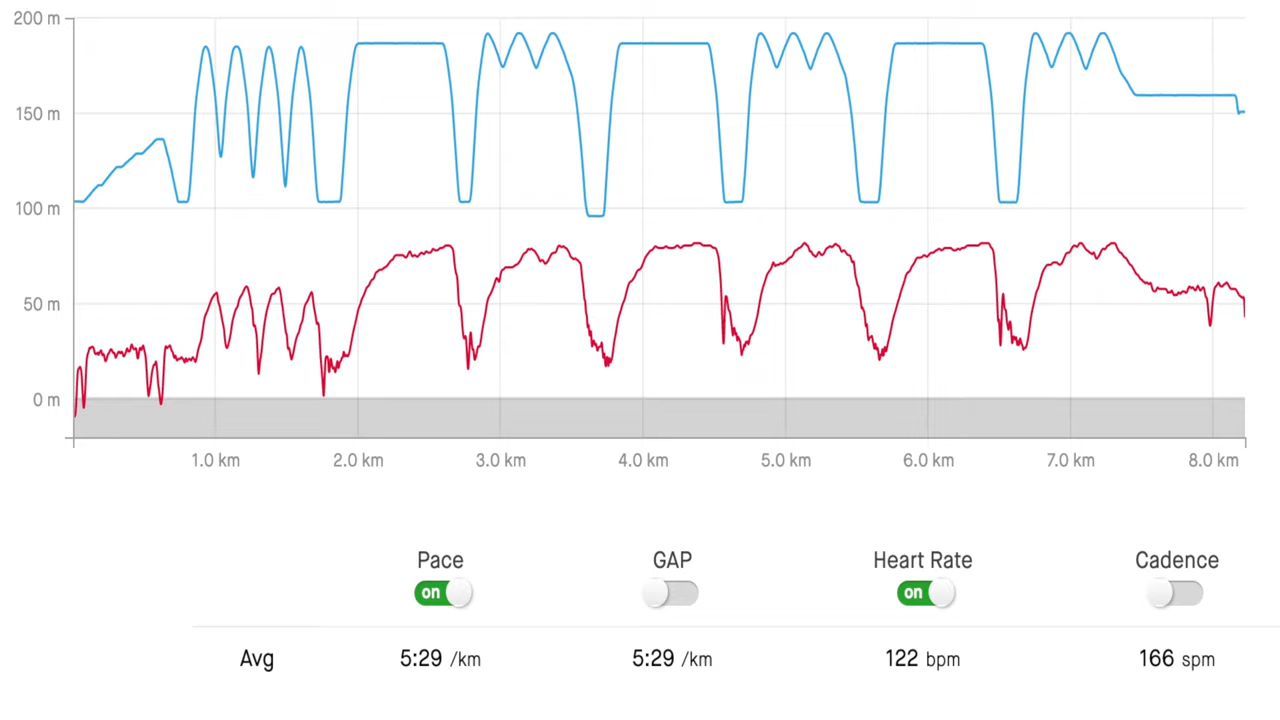 200 m
150 m
100 m
50 m
0 m
1.0 km 2.0 km 3.0 km 4.0 km 5.0 km 6.0 km 7.0 km 8.0 km
Pace GAP Heart Rate Cadence
on on
Avg 5:29 /km 5:29 /km 122 bpm 166 spm